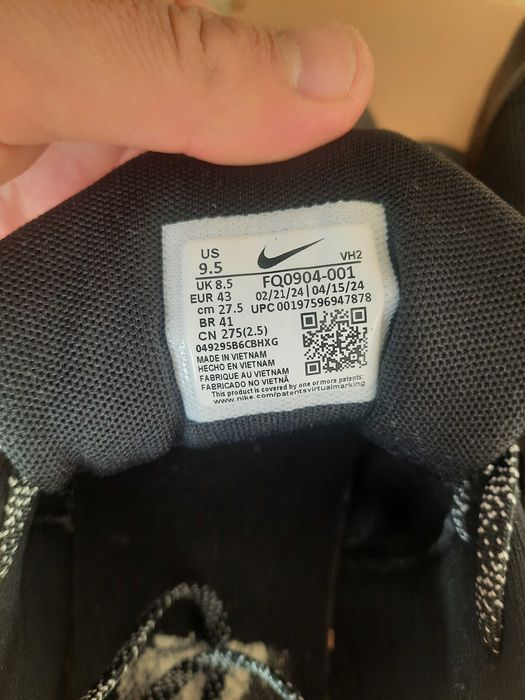 US
9.5
VH2
UK 8.5 FQ0904-001
EUR 43 02/21/24 | 04/15/24
cm 27.5 UPC 00197596947878
BR 41
CN 275(2.5)
049295B6CBHXG
MADE IN VIETNAM
HECHO EN VIETNAM
FABRIQUE AU VIETNAM
FABRICADO NO VIETNÃ
This product is covered by one or more patents:
www.nike.com/patentsvirtualmarking